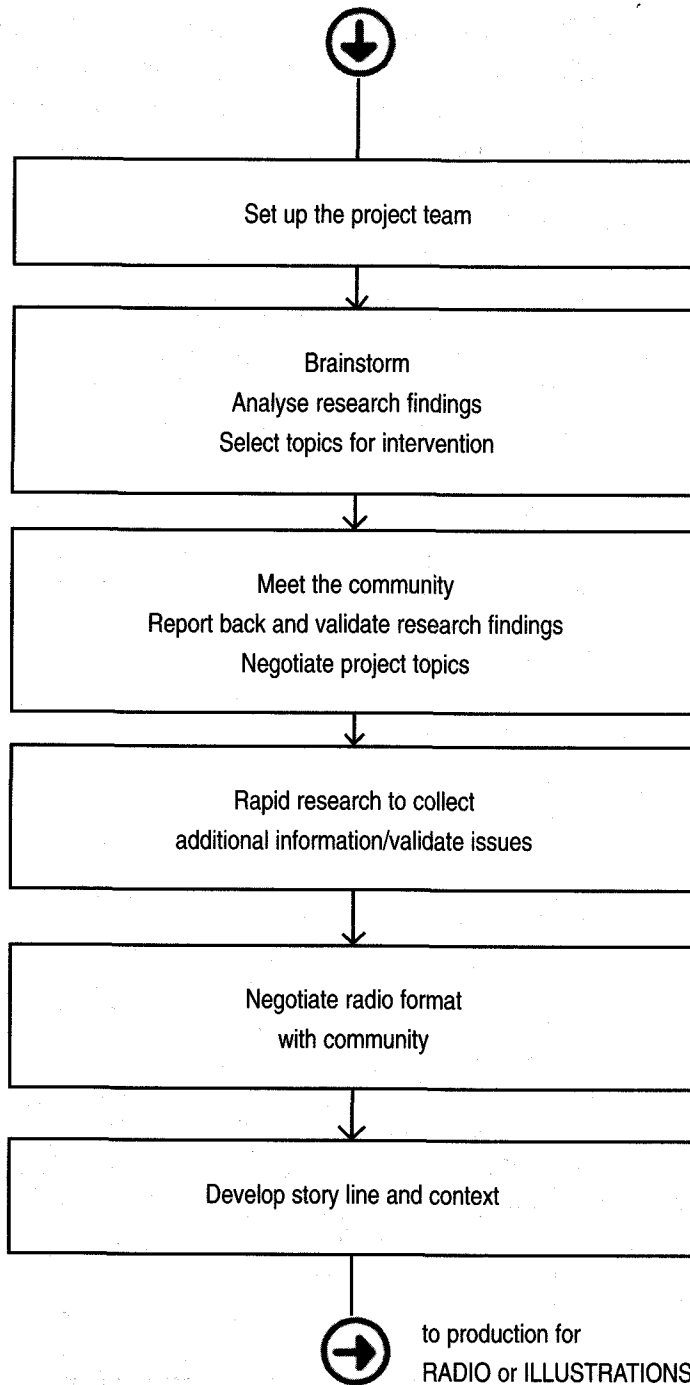 Set up the project team
Brainstorm
Analyse research findings
Select topics for intervention
Meet the community
Report back and validate research findings
Negotiate project topics
Rapid research to collect
additional information/validate issues
Negotiate radio format
with community
Develop story line and context
to production for
RADIO or ILLUSTRATIONS